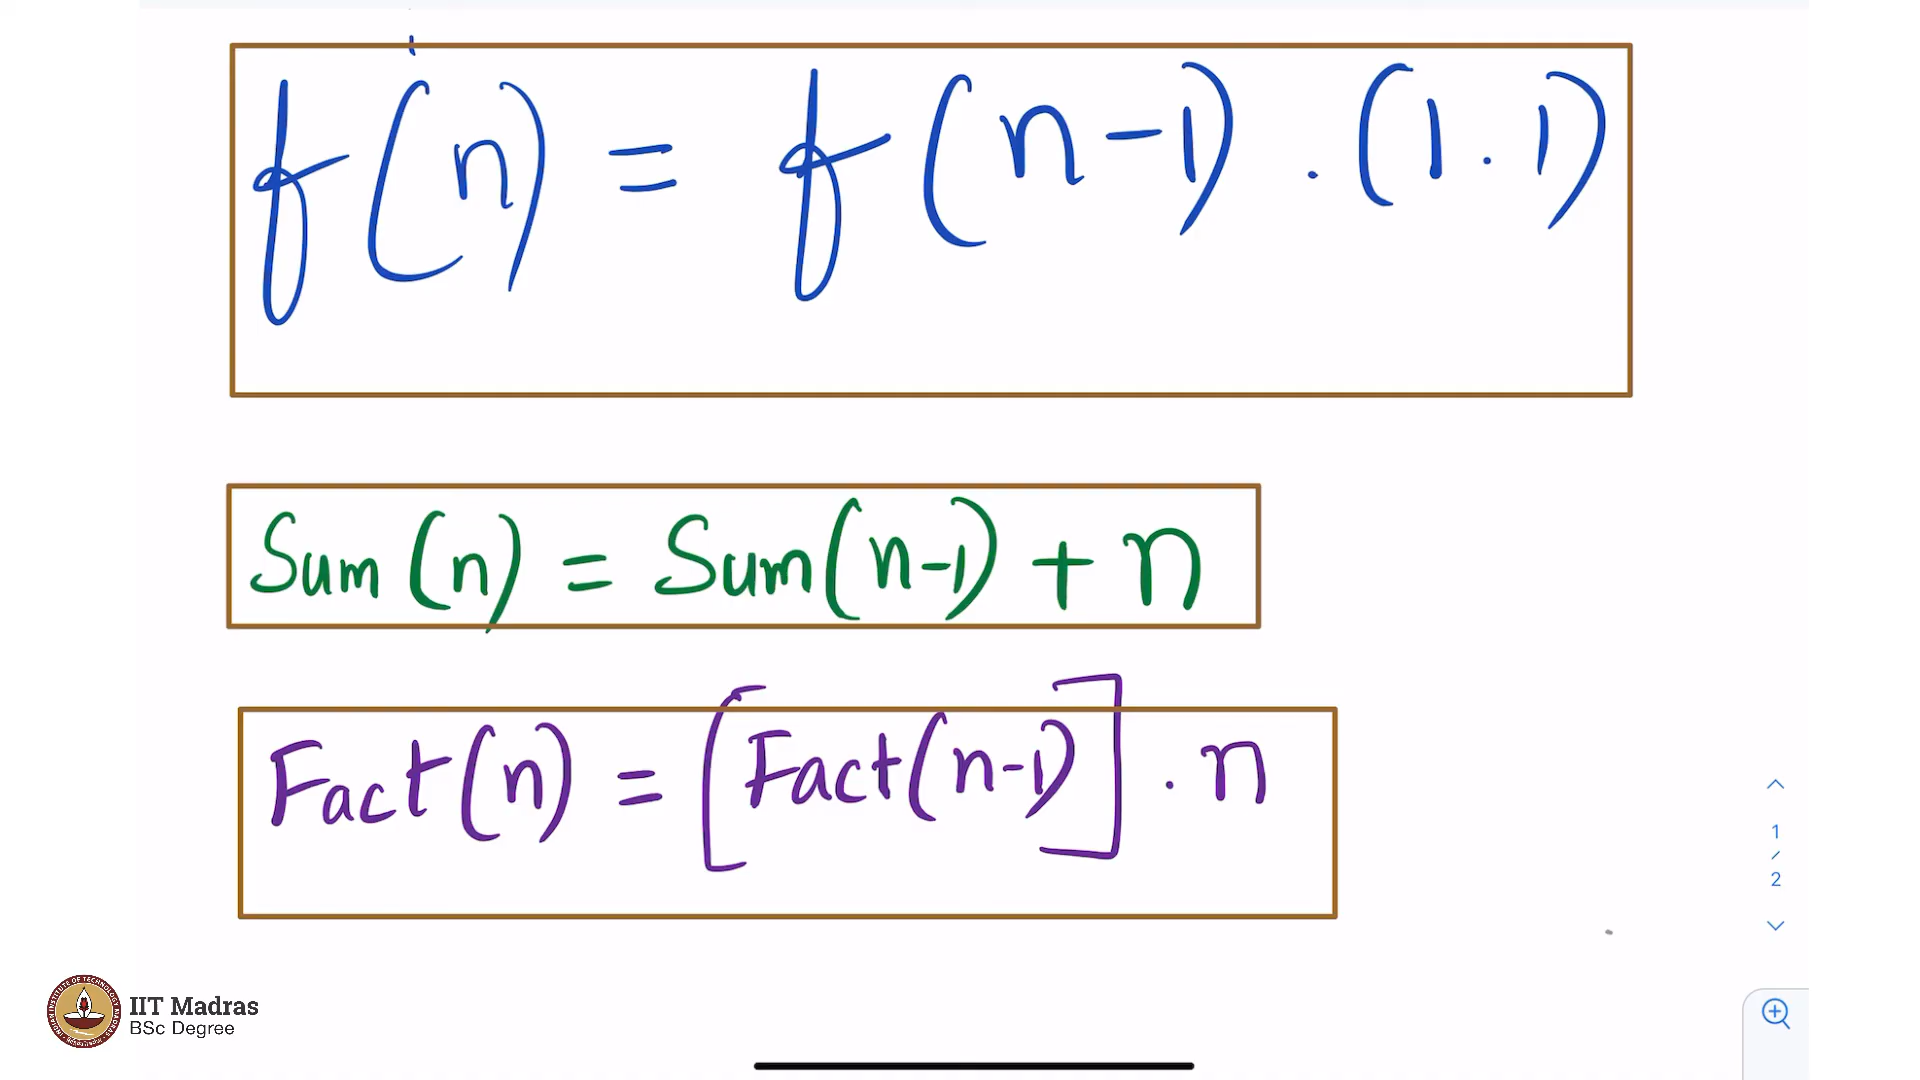 f(n) = f(n-1) . (1.1)
Sum(n) = Sum(n-1) + n
Fact(n) = [Fact(n-1)] . n
1
/
2
IIT Madras
BSc Degree